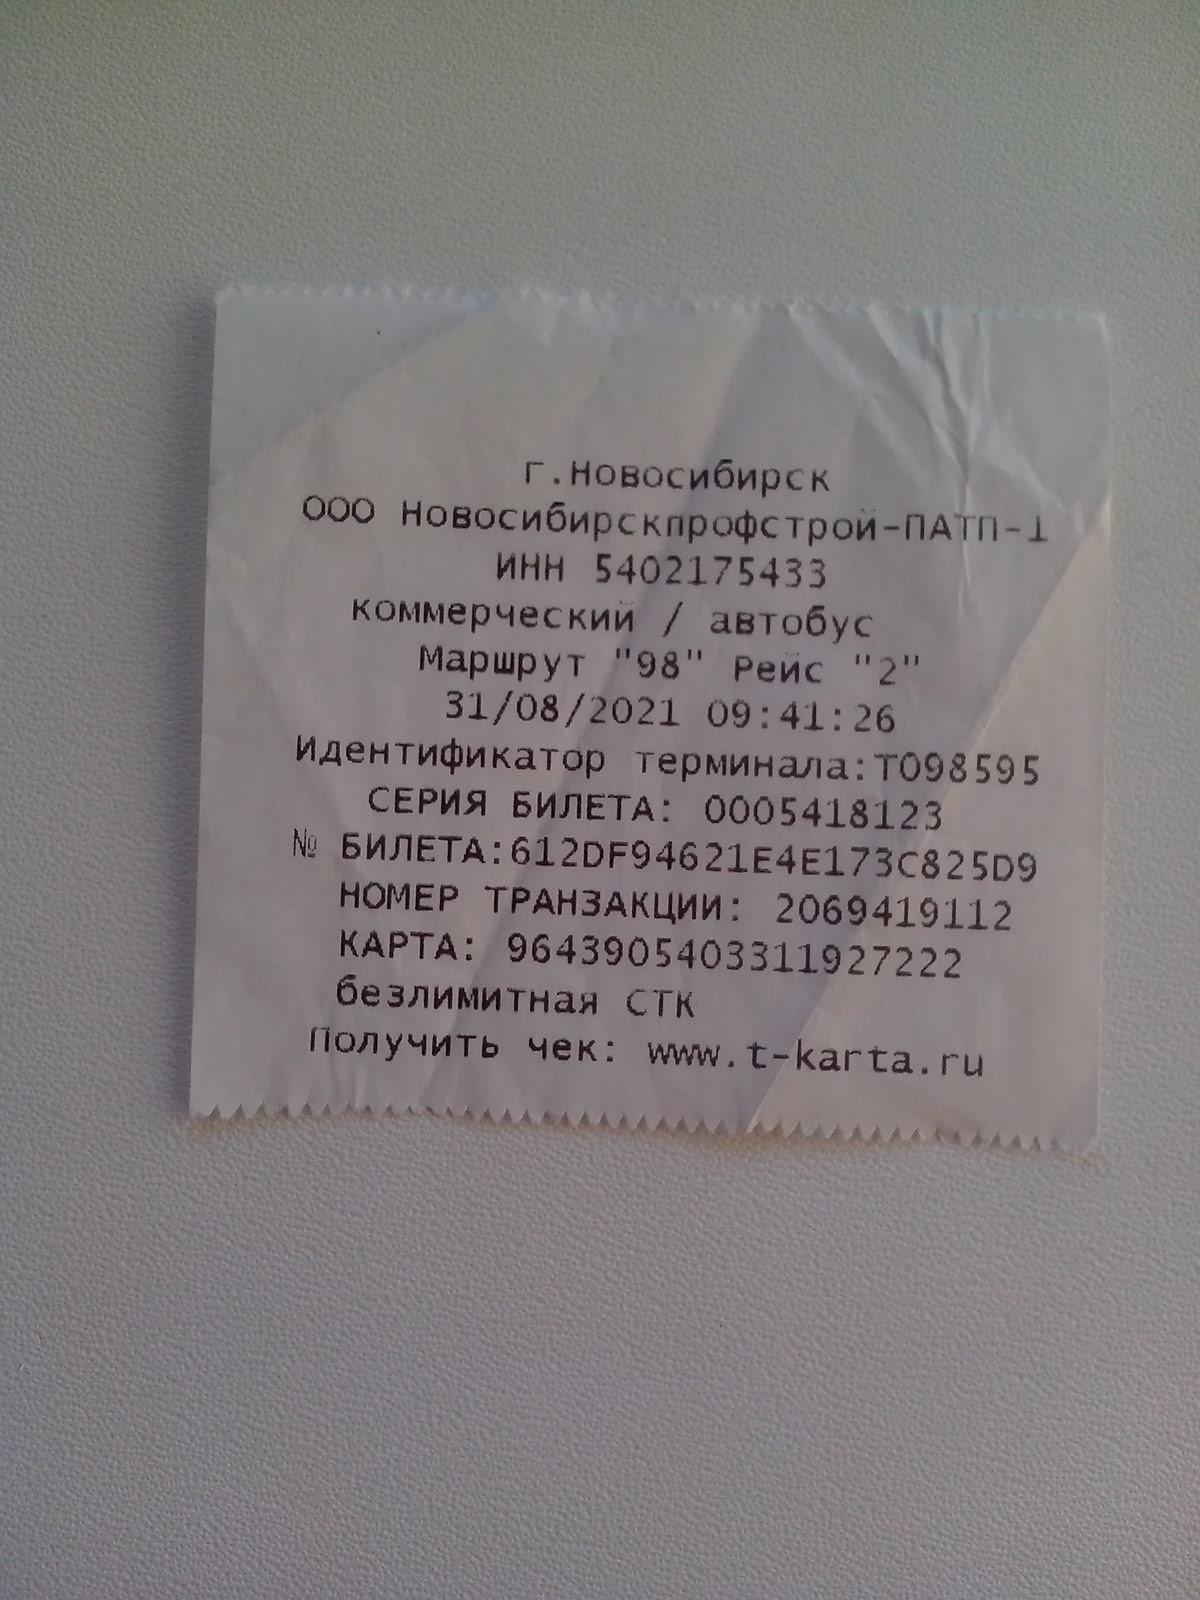 г.Новосибирск
ООО Новосибирскпрофстрой-ПАТП-1
ИНН 5402175433
коммерческий / автобус
Маршрут "98" Рейс "2"
31/08/2021 09:41:26
Идентификатор терминала:T098595
СЕРИЯ БИЛЕТА: 0005418123
№ БИЛЕТА:612DF94621E4E173C825D9
НОМЕР ТРАНЗАКЦИИ: 2069419112
КАРТА: 9643905403311927222
безлимитная СТК
Получить чек: www.t-karta.ru